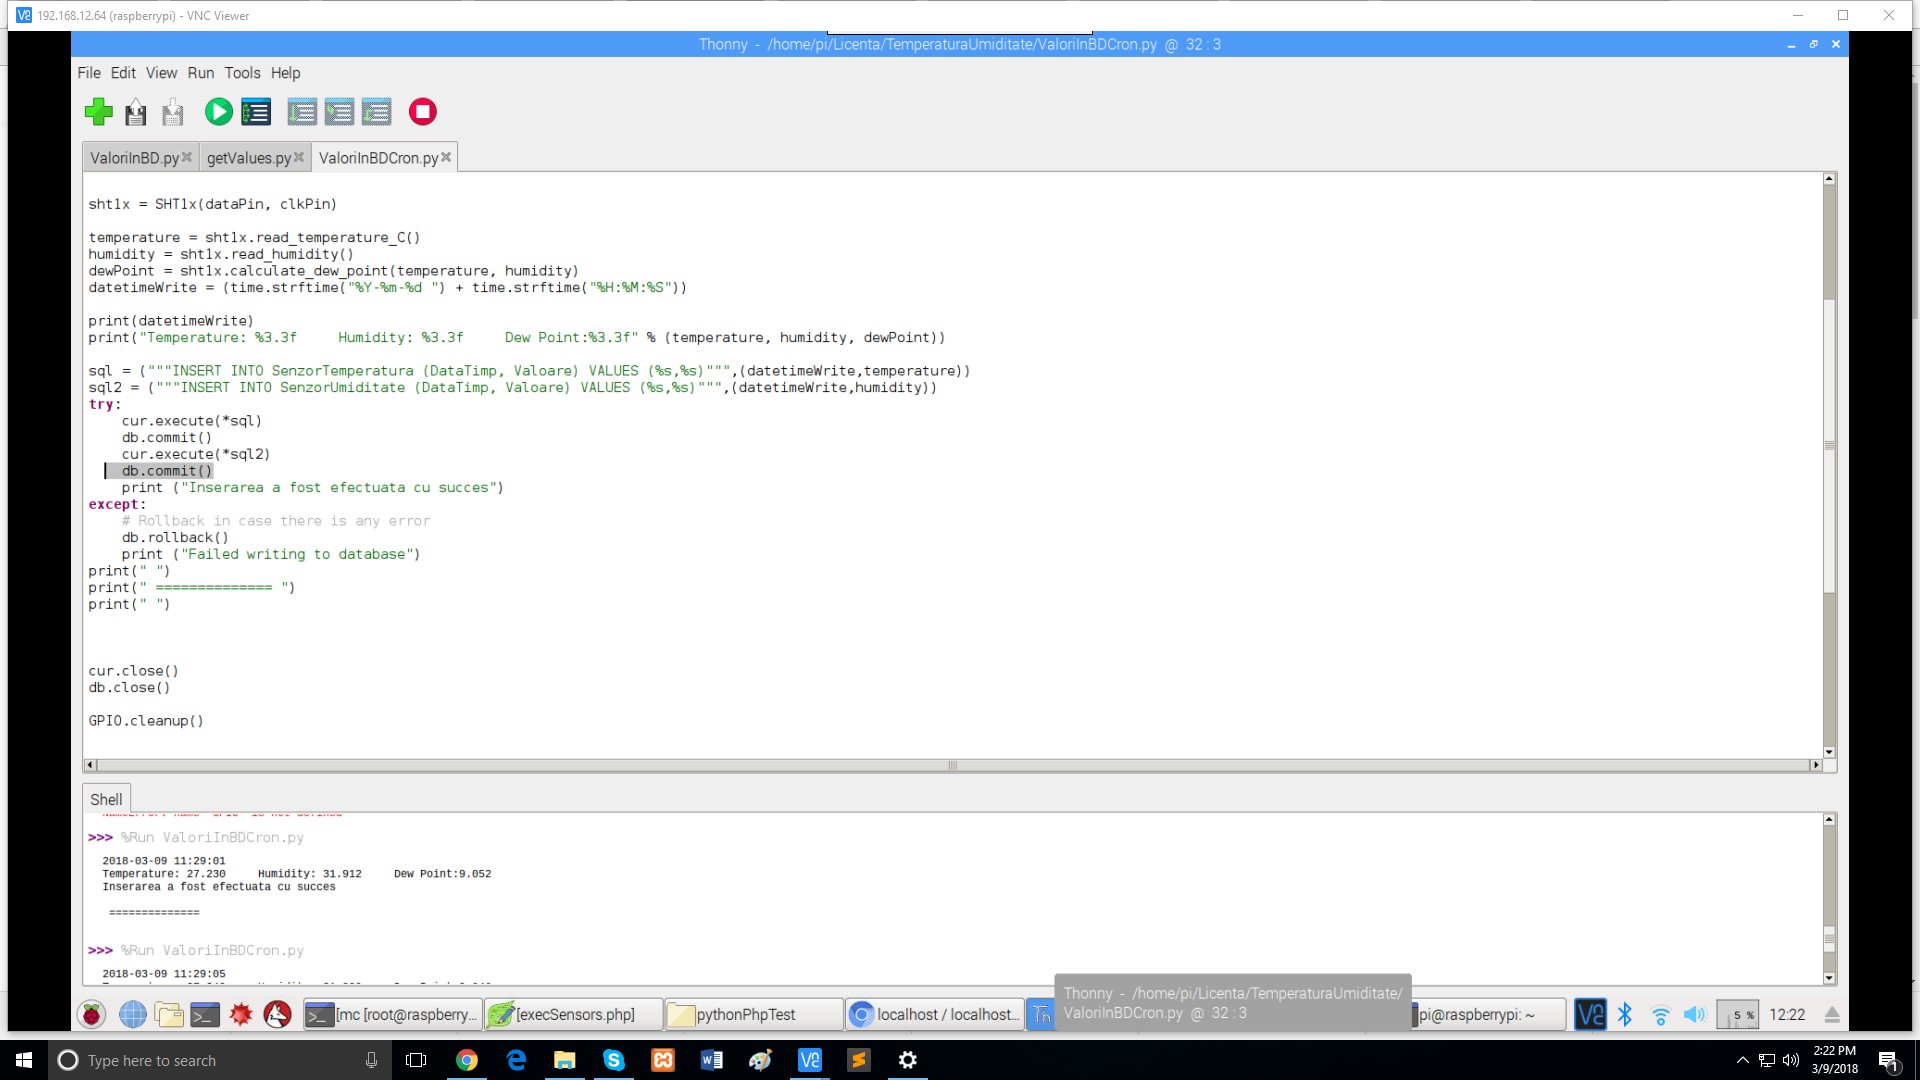 192.168.12.64 (raspberrypi) - VNC Viewer
Thonny - /home/pi/Licenta/TemperaturaUmiditate/ValoriInBDCron.py @ 32 : 3
File Edit View Run Tools Help
ValoriInBD.py getValues.py ValoriInBDCron.py
sht1x = SHT1x(dataPin, clkPin)
temperature = sht1x.read_temperature_C()
humidity = sht1x.read_humidity()
dewPoint = sht1x.calculate_dew_point(temperature, humidity)
datetimeWrite = (time.strftime("%Y-%m-%d ") + time.strftime("%H:%M:%S"))
print(datetimeWrite)
print("Temperature: %3.3f     Humidity: %3.3f     Dew Point:%3.3f" % (temperature, humidity, dewPoint))
sql = ("""INSERT INTO SenzorTemperatura (DataTimp, Valoare) VALUES (%s,%s)""",(datetimeWrite,temperature))
sql2 = ("""INSERT INTO SenzorUmiditate (DataTimp, Valoare) VALUES (%s,%s)""",(datetimeWrite,humidity))
try:
    cur.execute(*sql)
    db.commit()
    cur.execute(*sql2)
    db.commit()
    print ("Inserarea a fost efectuata cu succes")
except:
    # Rollback in case there is any error
    db.rollback()
    print ("Failed writing to database")
print(" ")
print(" ============== ")
print(" ")
cur.close()
db.close()
GPIO.cleanup()
Shell
>>> %Run ValoriInBDCron.py
2018-03-09 11:29:01
Temperature: 27.230     Humidity: 31.912     Dew Point:9.052
Inserarea a fost efectuata cu succes
==============
>>> %Run ValoriInBDCron.py
2018-03-09 11:29:05
Thonny - /home/pi/Licenta/TemperaturaUmiditate/
ValoriInBDCron.py @ 32 : 3
[mc [root@raspberry... [execSensors.php] pythonPhpTest localhost / localhost... Th pi@raspberrypi: ~ 5 % 12:22
Type here to search
2:22 PM
3/9/2018
1